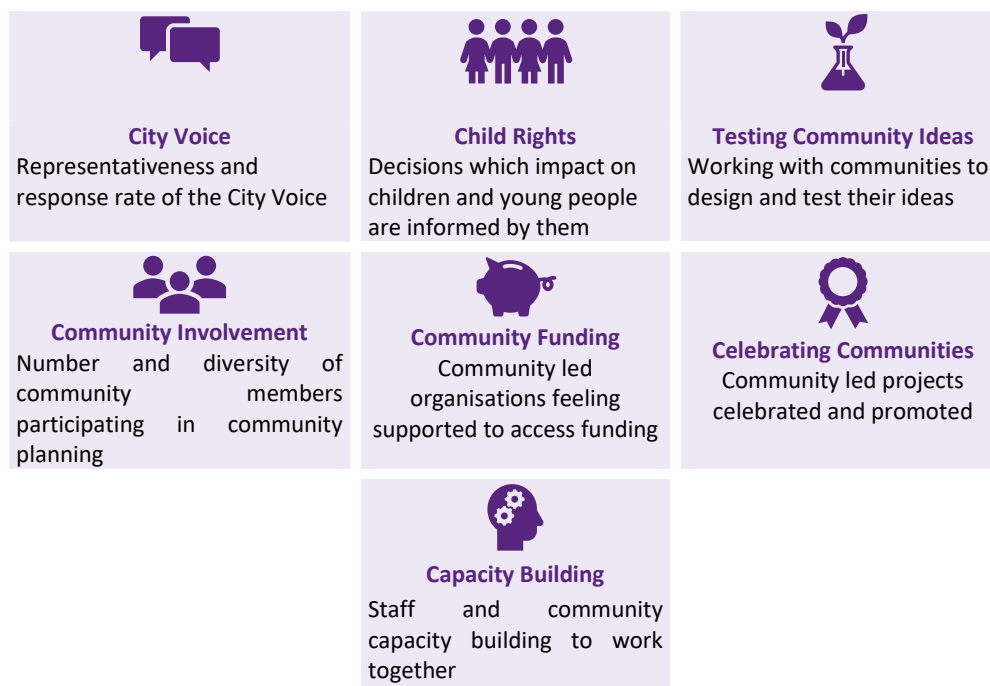 City Voice
Representativeness and
response rate of the City Voice
Child Rights
Decisions which impact on
children and young people
are informed by them
Testing Community Ideas
Working with communities to
design and test their ideas
Community Involvement
Number and diversity of
community members
participating in community
planning
Community Funding
Community led
organisations feeling
supported to access funding
Celebrating Communities
Community led projects
celebrated and promoted
Capacity Building
Staff and community
capacity building to work
together